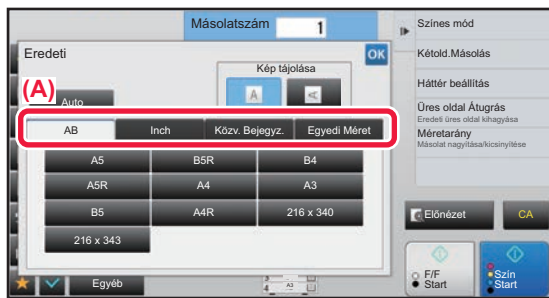 Másolatszám 1
Eredeti OK
Kép tájolása
(A)
Auto
A A
AB Inch Közv. Bejegyz. Egyedi Méret
A5 B5R B4
A5R A4 A3
B5 A4R 216 x 340
216 x 343
Egyéb
3
4 A3
Színes mód
Kétold.Másolás
Háttér beállítás
Üres oldal Átugrás
Eredeti üres oldal kihagyása
Méretarány
Másolat nagyítása/kicsinyítése
Előnézet CA
F/F
Start
Szín
Start